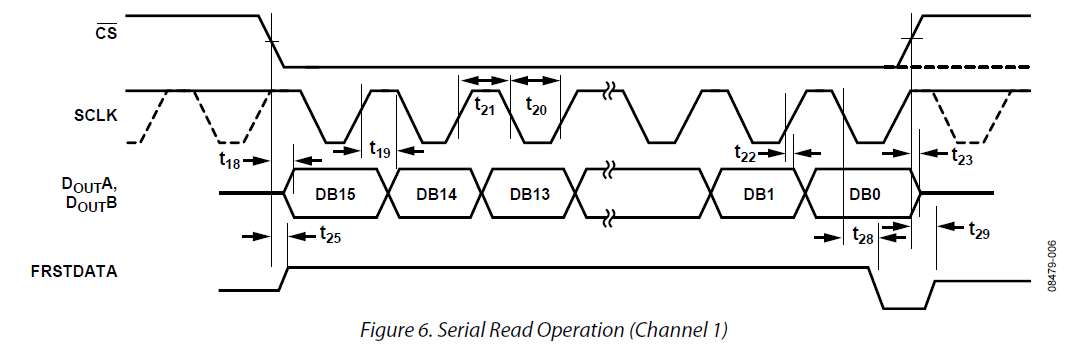 CS
SCLK
t21
t20
t18
t19
t22
t23
DOUTA,
DOUTB
DB15
DB14
DB13
DB1
DB0
t25
t28
t29
FRSTDATA
08479-006
Figure 6. Serial Read Operation (Channel 1)